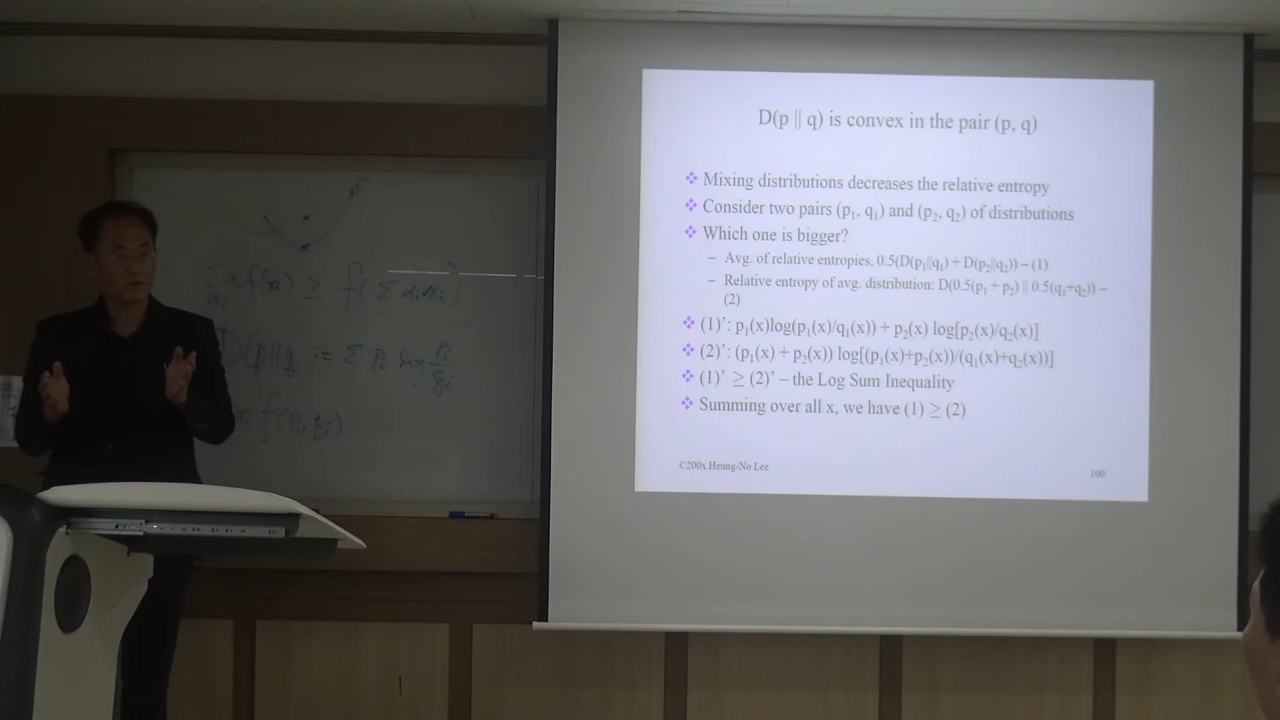 D(p || q) is convex in the pair (p, q)
❖ Mixing distributions decreases the relative entropy
❖ Consider two pairs (p₁, q₁) and (p₂, q₂) of distributions
❖ Which one is bigger?
– Avg. of relative entropies, 0.5(D(p₁||q₁) + D(p₂||q₂)) – (1)
– Relative entropy of avg. distribution: D(0.5(p₁ + p₂) || 0.5(q₁+q₂)) –
(2)
❖ (1)’: p₁(x)log(p₁(x)/q₁(x)) + p₂(x) log[p₂(x)/q₂(x)]
❖ (2)’: (p₁(x) + p₂(x)) log[(p₁(x)+p₂(x))/(q₁(x)+q₂(x))]
❖ (1)’ ≥ (2)’ – the Log Sum Inequality
❖ Summing over all x, we have (1) ≥ (2)
©200x Heung-No Lee
100
f(xᵢ) ≥ f(Σ αᵢxᵢ)
D(p||q := Σ pᵢ log pᵢ/qᵢ